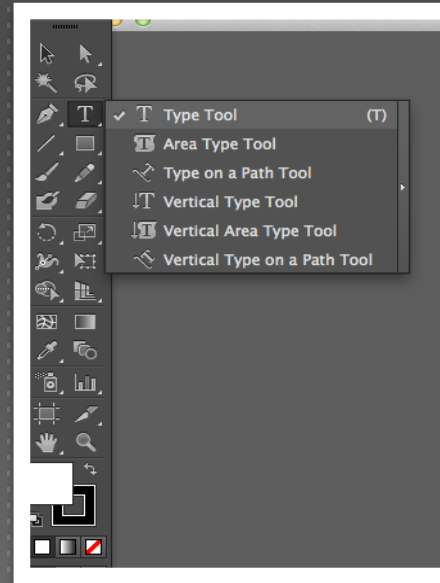 Type Tool (T)
Area Type Tool
Type on a Path Tool
Vertical Type Tool
Vertical Area Type Tool
Vertical Type on a Path Tool